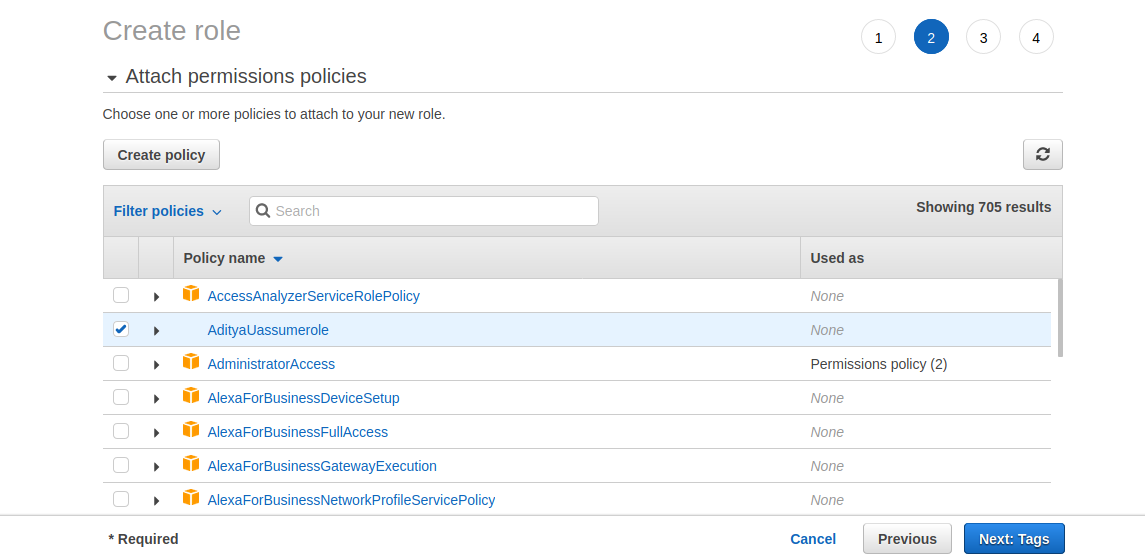 Create role
1 2 3 4
Attach permissions policies
Choose one or more policies to attach to your new role.
Create policy
Filter policies Search Showing 705 results
Policy name Used as
AccessAnalyzerServiceRolePolicy None
AdityaUassumerole None
AdministratorAccess Permissions policy (2)
AlexaForBusinessDeviceSetup None
AlexaForBusinessFullAccess None
AlexaForBusinessGatewayExecution None
AlexaForBusinessNetworkProfileServicePolicy None
* Required Cancel Previous Next: Tags